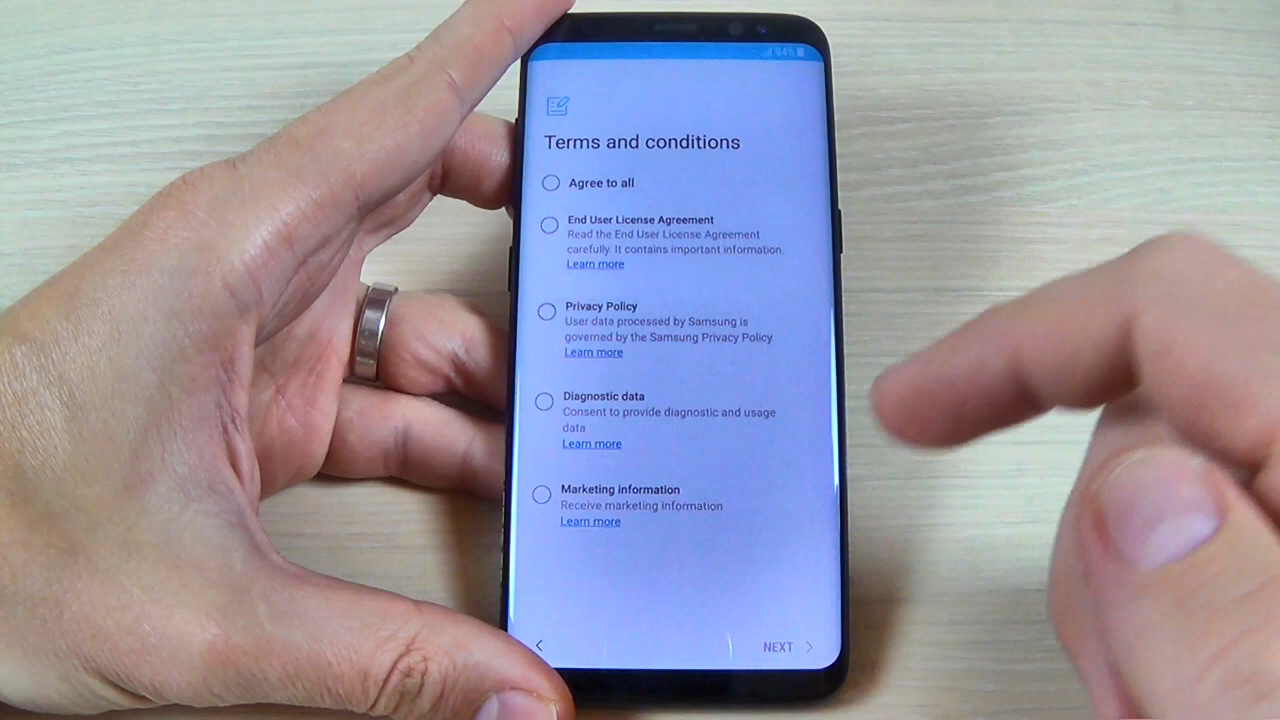 94%
Terms and conditions
Agree to all
End User License Agreement
Read the End User License Agreement
carefully. It contains important information.
Learn more
Privacy Policy
User data processed by Samsung is
governed by the Samsung Privacy Policy
Learn more
Diagnostic data
Consent to provide diagnostic and usage
data
Learn more
Marketing information
Receive marketing information
Learn more
NEXT